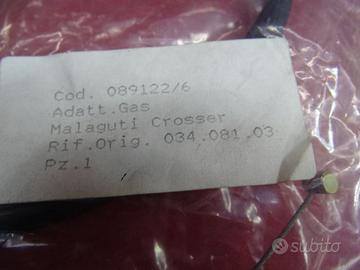 Cod. 089122/6
Adatt.Gas
Malaguti Crosser
Rif.Orig. 034.081.03
Pz.1
subito